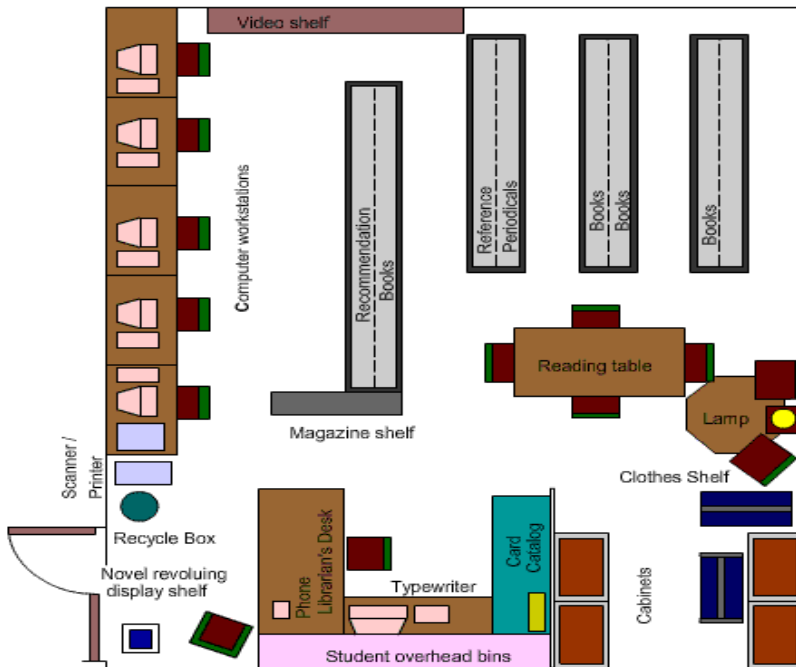 Video shelf
Computer workstations
Recommendation
Books
Reference
Periodicals
Books
Books
Books
Reading table
Lamp
Magazine shelf
Clothes Shelf
Scanner /
Printer
Recycle Box
Novel revoluing
display shelf
Phone
Librarian's Desk
Typewriter
Card
Catalog
Cabinets
Student overhead bins